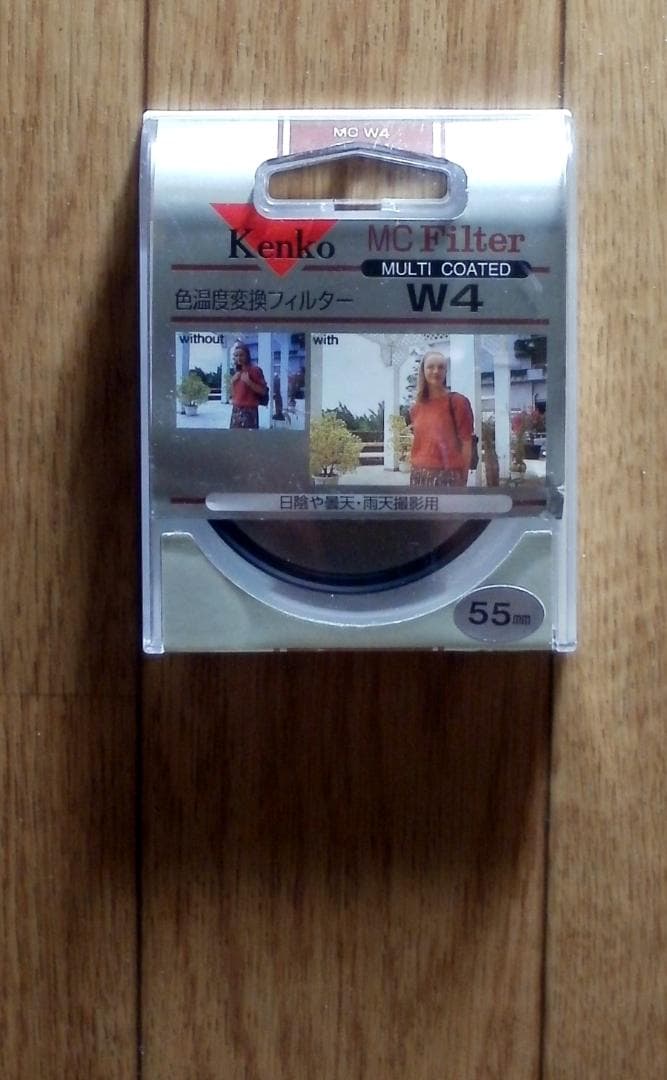 MC W4
Kenko
MC Filter
MULTI COATED
色温度変換フィルター
W4
without
with
日陰や曇天・雨天撮影用
55mm